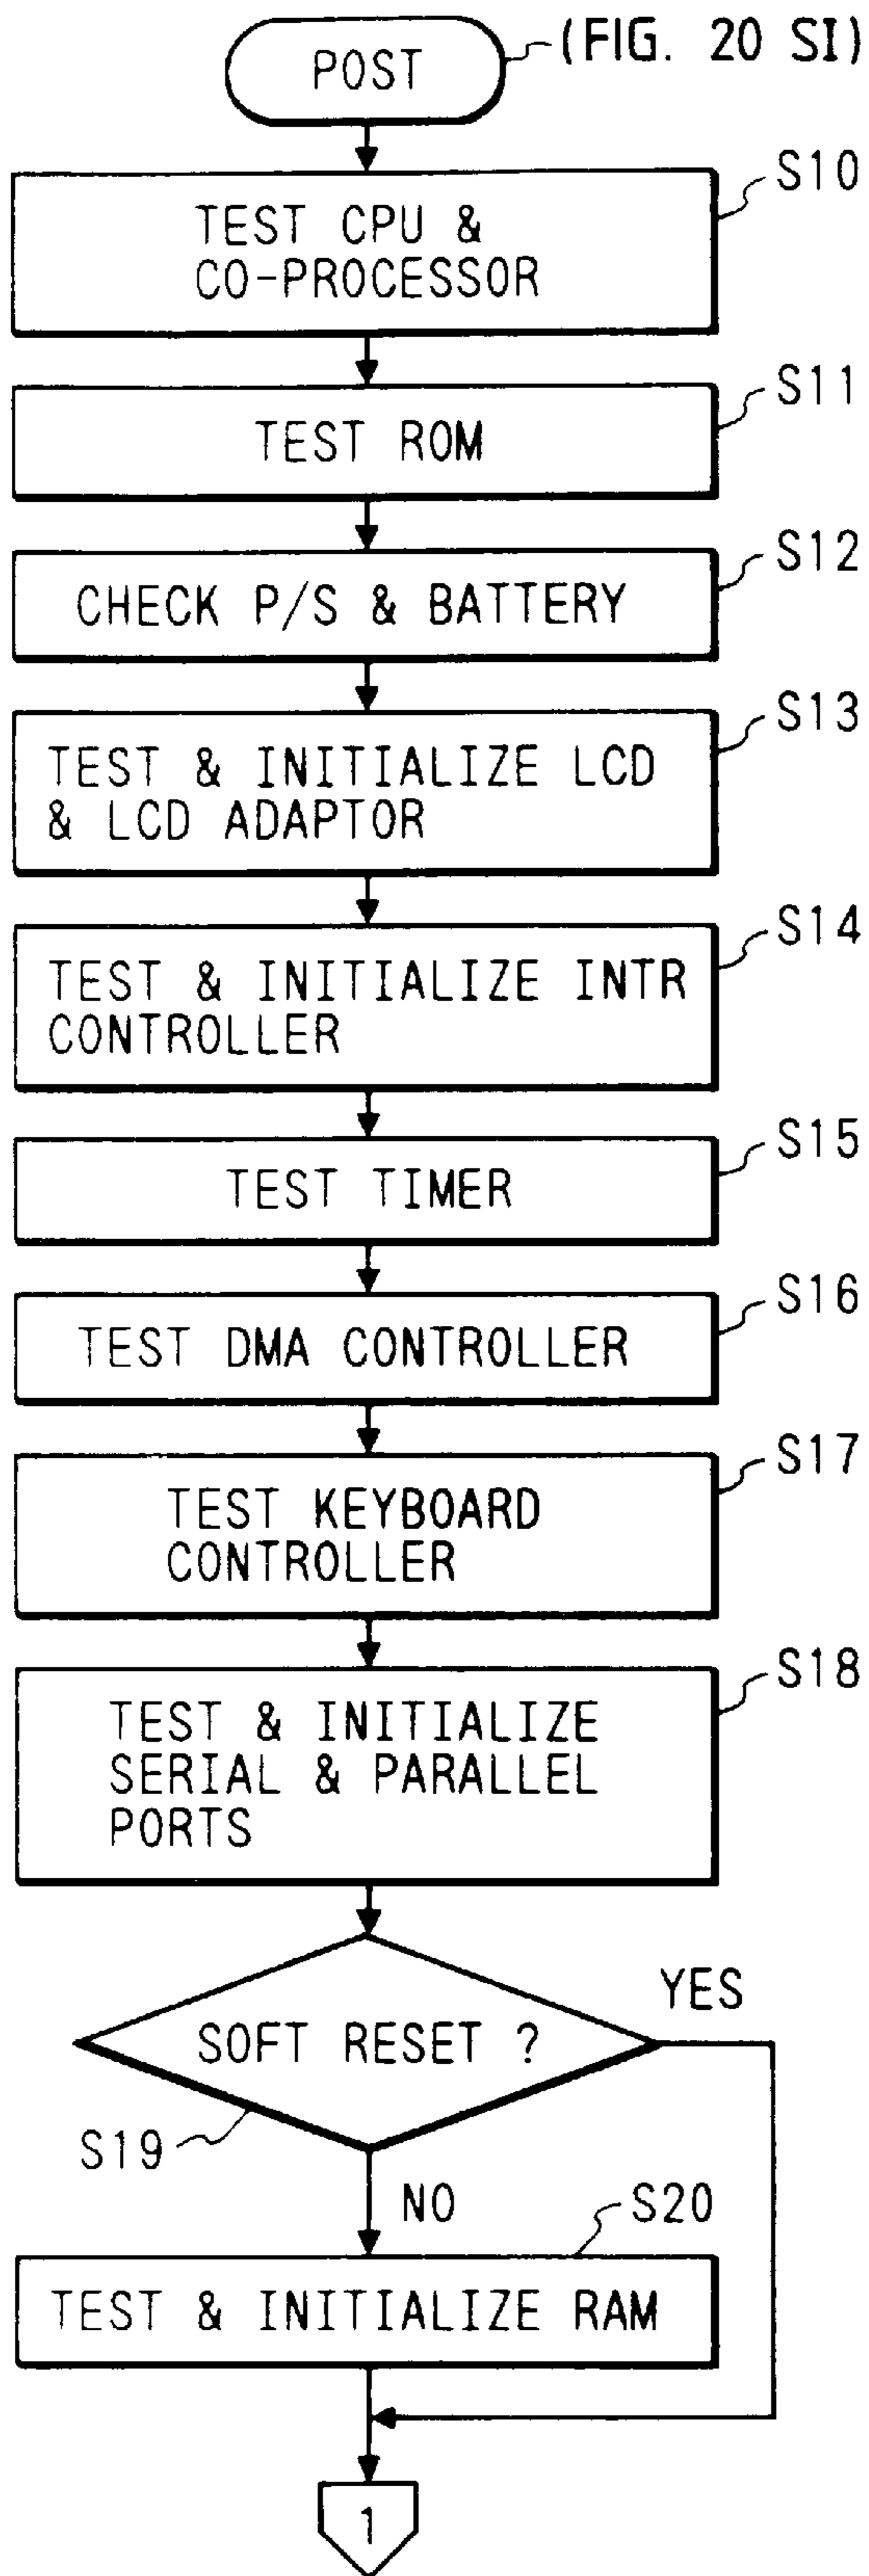 POST
(FIG. 20 SI)
S10
TEST CPU &
CO-PROCESSOR
S11
TEST ROM
S12
CHECK P/S & BATTERY
S13
TEST & INITIALIZE LCD
& LCD ADAPTOR
S14
TEST & INITIALIZE INTR
CONTROLLER
S15
TEST TIMER
S16
TEST DMA CONTROLLER
S17
TEST KEYBOARD
CONTROLLER
S18
TEST & INITIALIZE
SERIAL & PARALLEL
PORTS
YES
SOFT RESET ?
S19
NO
S20
TEST & INITIALIZE RAM
1